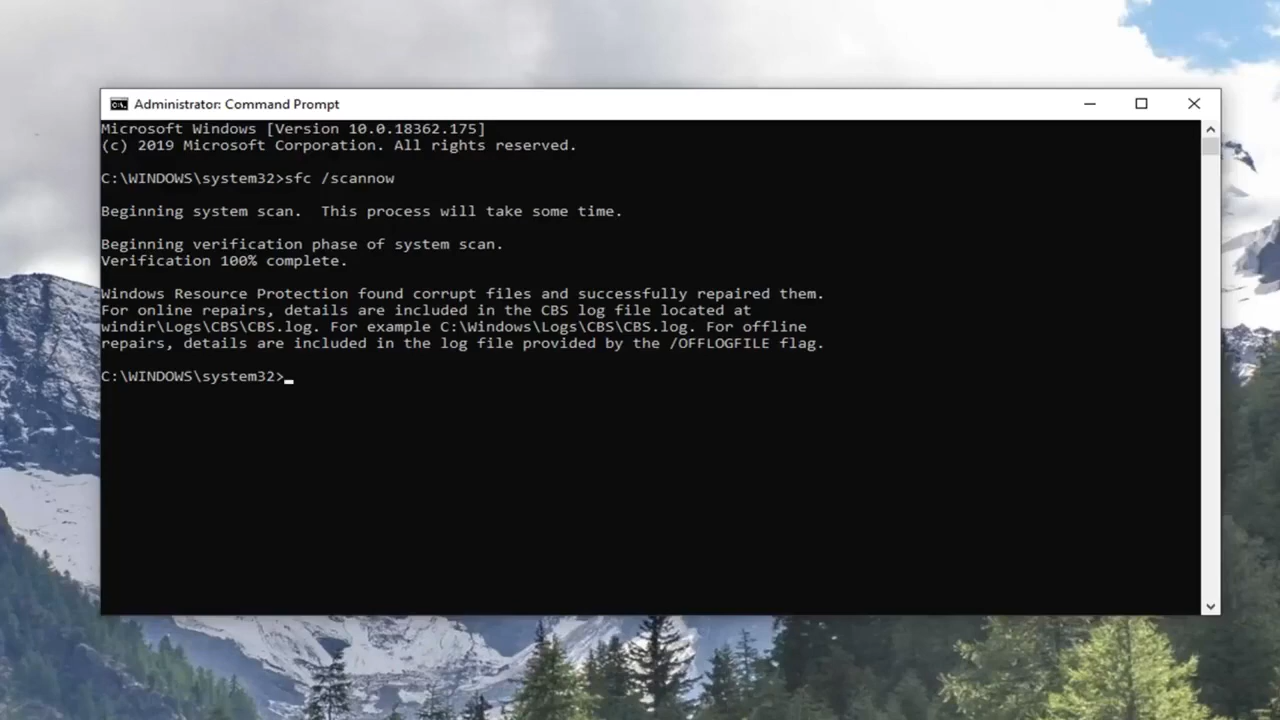 Administrator: Command Prompt
Microsoft Windows [Version 10.0.18362.175]
(c) 2019 Microsoft Corporation. All rights reserved.
C:\WINDOWS\system32>sfc /scannow
Beginning system scan.  This process will take some time.
Beginning verification phase of system scan.
Verification 100% complete.
Windows Resource Protection found corrupt files and successfully repaired them.
For online repairs, details are included in the CBS log file located at
windir\Logs\CBS\CBS.log. For example C:\Windows\Logs\CBS\CBS.log. For offline
repairs, details are included in the log file provided by the /OFFLOGFILE flag.
C:\WINDOWS\system32>